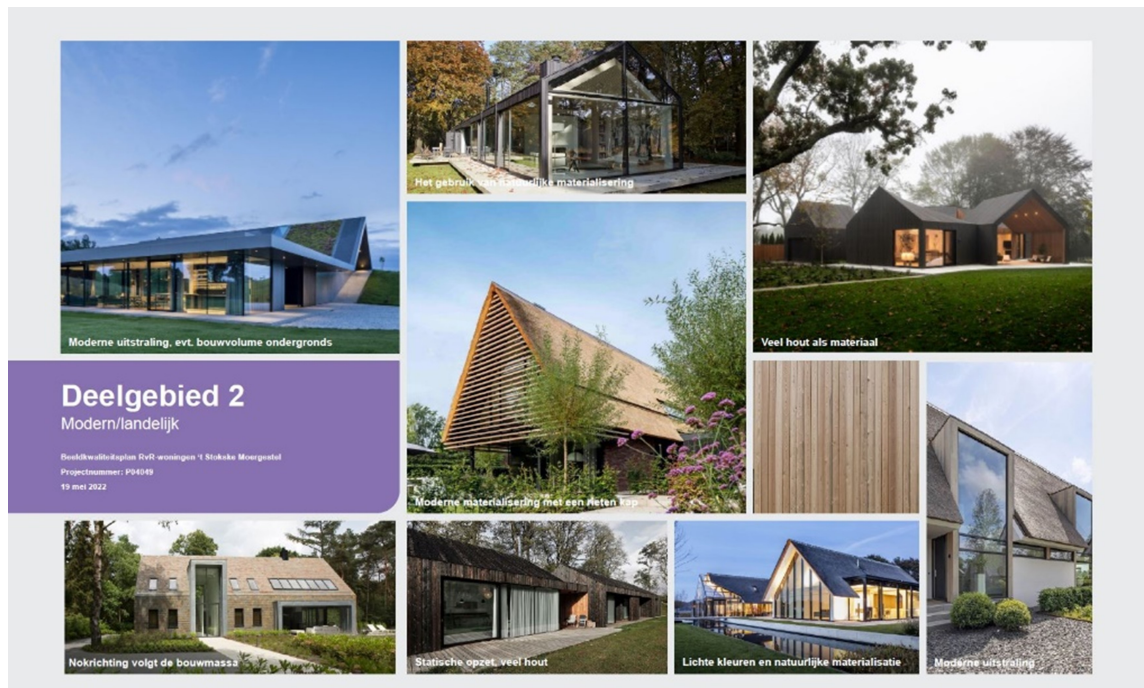 Het gebruik van natuurlijke materialisering
Moderne uitstraling, evt. bouwvolume ondergronds
Veel hout als materiaal
Deelgebied 2
Modern/landelijk
Beeldkwaliteitsplan RvR-woningen 't Stokske Moergestel
Projectnummer: P04049
19 mei 2022
Moderne materialisering met een rieten kap
Nokrichting volgt de bouwmassa
Statische opzet, veel hout
Lichte kleuren en natuurlijke materialisatie
Moderne uitstraling